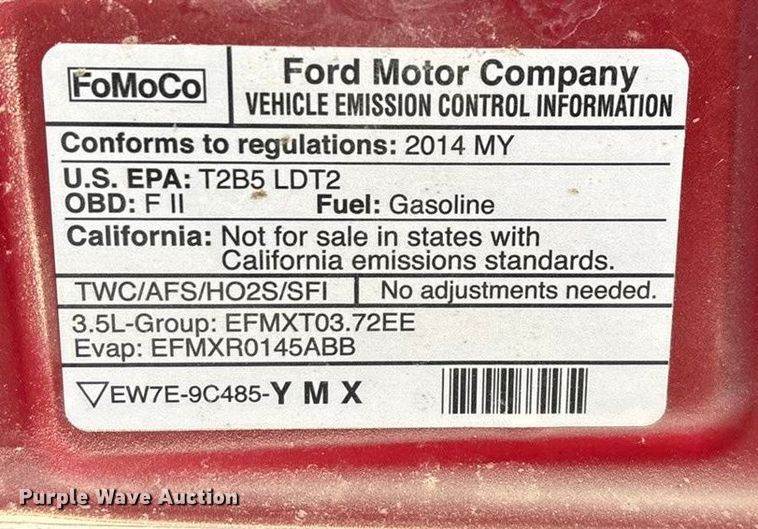 FoMoCo
Ford Motor Company
VEHICLE EMISSION CONTROL INFORMATION
Conforms to regulations: 2014 MY
U.S. EPA: T2B5 LDT2
OBD: F II Fuel: Gasoline
California: Not for sale in states with
California emissions standards.
TWC/AFS/HO2S/SFI No adjustments needed.
3.5L-Group: EFMXT03.72EE
Evap: EFMXR0145ABB
EW7E-9C485-Y M X
Purple Wave Auction